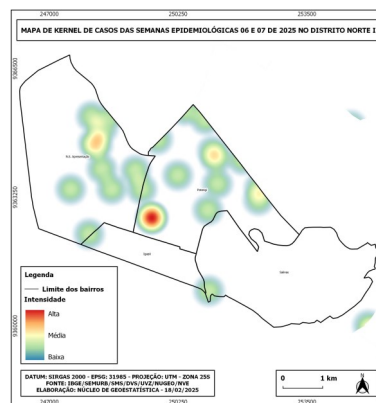 247000 250250 253500
MAPA DE KERNEL DE CASOS DAS SEMANAS EPIDEMIOLÓGICAS 06 E 07 DE 2025 NO DISTRITO NORTE I
9366500
9363250
9360000
Legenda
Limite dos bairros
Intensidade
Alta
Média
Baixa
DATUM: SIRGAS 2000 - EPSG: 31985 - PROJEÇÃO: UTM - ZONA 25S
FONTE: IBGE/SEMURB/SMS/DVS/UVZ/NUGEO/NVE
ELABORAÇÃO: NÚCLEO DE GEOESTATÍSTICA - 18/02/2025
0 1 km
247000 250250 253500